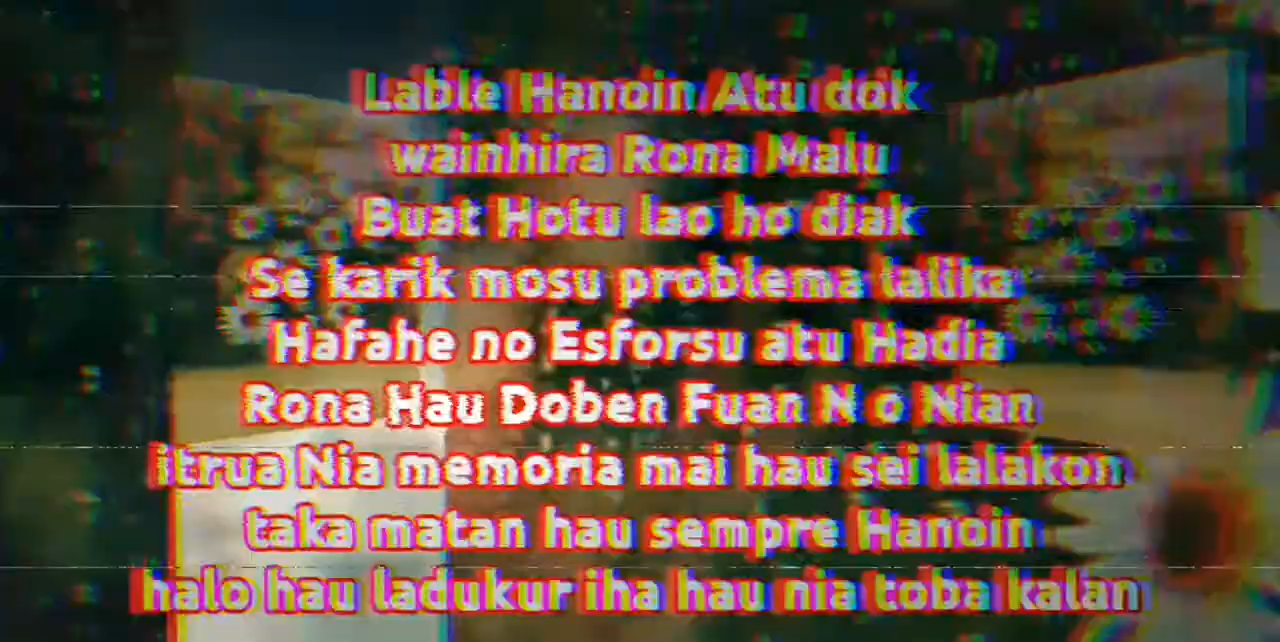 Lable Hanoin Atu dok
wainhira Rona Malu
Buat Hotu lao ho diak
Se karik mosu problema lalika
Hafahe no Esforsu atu Hadia
Rona Hau Doben Fuan N o Nian
itrua Nia memoria mai hau sei lalakon
taka matan hau sempre Hanoin
halo hau ladukur iha hau nia toba kalan